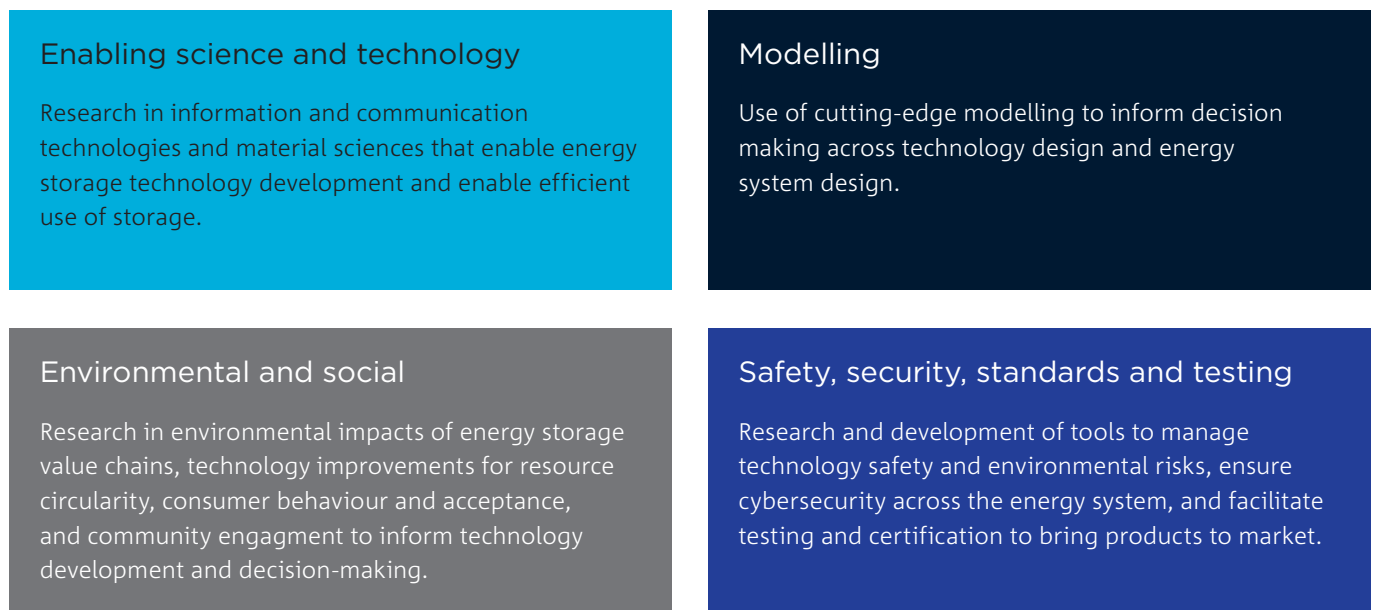 Enabling science and technology
Research in information and communication
technologies and material sciences that enable energy
storage technology development and enable efficient
use of storage.
Modelling
Use of cutting-edge modelling to inform decision
making across technology design and energy
system design.
Environmental and social
Research in environmental impacts of energy storage
value chains, technology improvements for resource
circularity, consumer behaviour and acceptance,
and community engagment to inform technology
development and decision-making.
Safety, security, standards and testing
Research and development of tools to manage
technology safety and environmental risks, ensure
cybersecurity across the energy system, and facilitate
testing and certification to bring products to market.